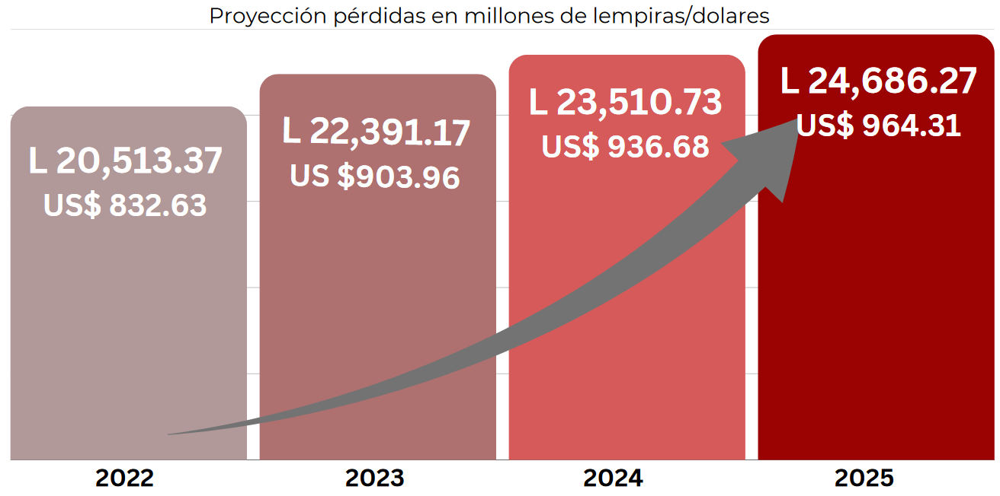 Proyección pérdidas en millones de lempiras/dolares
L 20,513.37
US$ 832.63
L 22,391.17
US $903.96
L 23,510.73
US$ 936.68
L 24,686.27
US$ 964.31
2022
2023
2024
2025